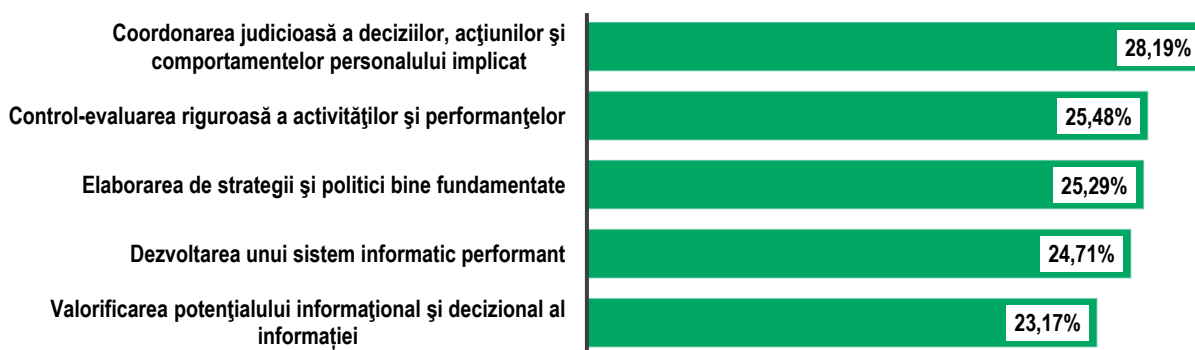 Coordonarea judicioasă a deciziilor, acţiunilor şi
comportamentelor personalului implicat
28,19%
Control-evaluarea riguroasă a activităţilor şi performanţelor
25,48%
Elaborarea de strategii şi politici bine fundamentate
25,29%
Dezvoltarea unui sistem informatic performant
24,71%
Valorificarea potenţialului informaţional şi decizional al
informației
23,17%